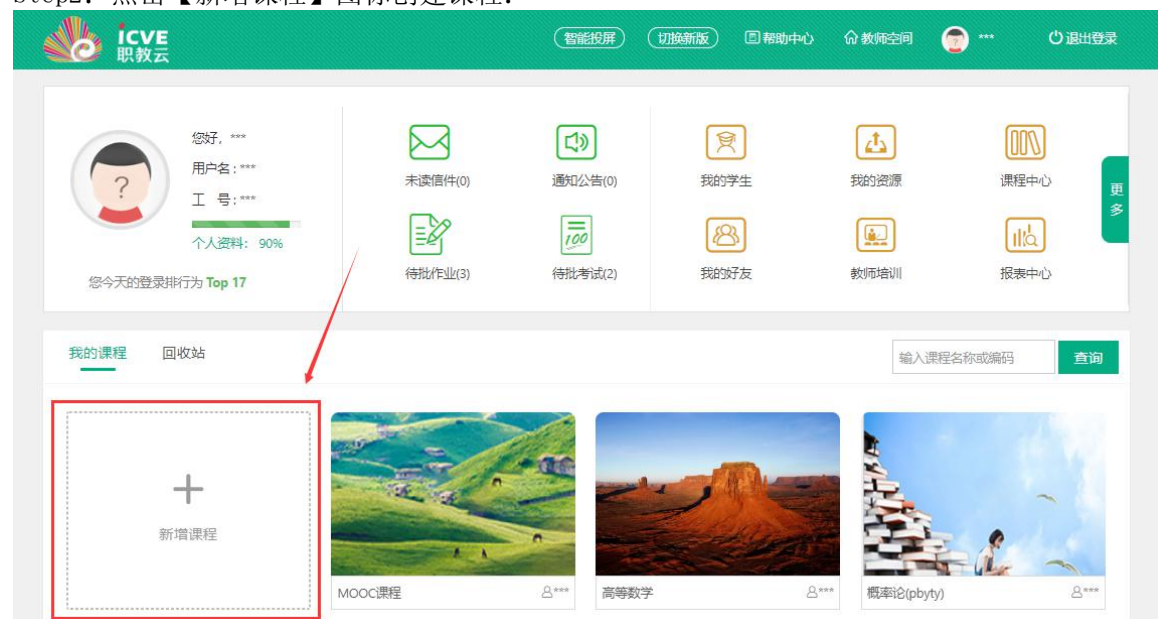 Step2: 点击【新增课程】图标创建课程.
icve
职教云
智能投屏 切换新版 帮助中心 教师空间 *** 退出登录
您好, ***
用户名:***
工 号:***
个人资料: 90%
您今天的登录排行为 Top 17
未读信件(0) 通知公告(0) 我的学生 我的资源 课程中心
100
待批作业(3) 待批考试(2) 我的好友 教师培训 报表中心
更多
我的课程 回收站 输入课程名称或编码 查询
新增课程
MOOC课程 *** 高等数学 *** 概率论(pbyty) ***